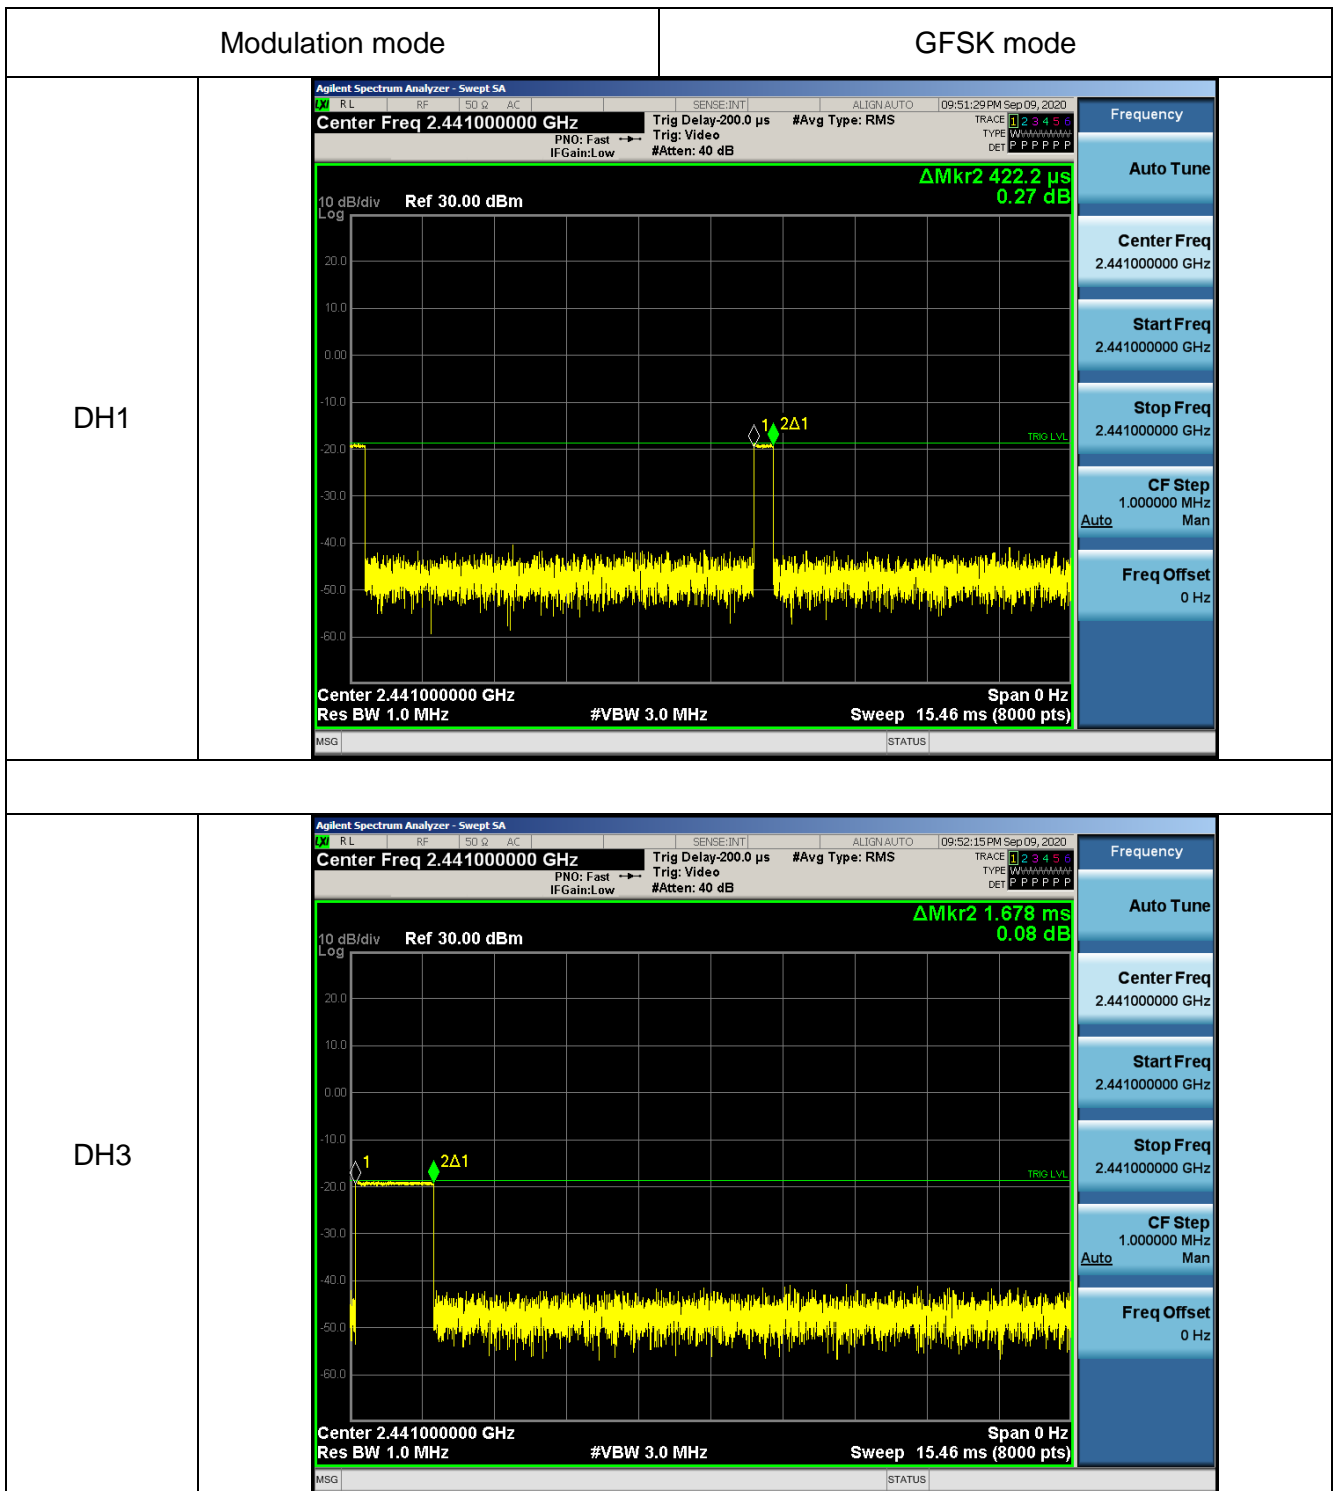 Modulation mode GFSK mode
DH1
Agilent Spectrum Analyzer - Swept SA
LXI RL RF 50 Ω AC SENSE:INT ALIGN AUTO 09:51:29 PM Sep 09, 2020
Center Freq 2.441000000 GHz Trig Delay-200.0 µs #Avg Type: RMS TRACE 1 2 3 4 5 6
PNO: Fast Trig: Video TYPE WWWWWW
IFGain:Low #Atten: 40 dB DET P P P P P P
ΔMkr2 422.2 µs
0.27 dB
10 dB/div Ref 30.00 dBm
Log
20.0
10.0
0.00
-10.0
1 2Δ1
TRIG LVL
-20.0
-30.0
-40.0
-50.0
-60.0
Center 2.441000000 GHz Span 0 Hz
Res BW 1.0 MHz #VBW 3.0 MHz Sweep 15.46 ms (8000 pts)
MSG STATUS
Frequency
Auto Tune
Center Freq
2.441000000 GHz
Start Freq
2.441000000 GHz
Stop Freq
2.441000000 GHz
CF Step
1.000000 MHz
Auto Man
Freq Offset
0 Hz
DH3
Agilent Spectrum Analyzer - Swept SA
LXI RL RF 50 Ω AC SENSE:INT ALIGN AUTO 09:52:15 PM Sep 09, 2020
Center Freq 2.441000000 GHz Trig Delay-200.0 µs #Avg Type: RMS TRACE 1 2 3 4 5 6
PNO: Fast Trig: Video TYPE WWWWWW
IFGain:Low #Atten: 40 dB DET P P P P P P
ΔMkr2 1.678 ms
0.08 dB
10 dB/div Ref 30.00 dBm
Log
20.0
10.0
0.00
-10.0
1 2Δ1
TRIG LVL
-20.0
-30.0
-40.0
-50.0
-60.0
Center 2.441000000 GHz Span 0 Hz
Res BW 1.0 MHz #VBW 3.0 MHz Sweep 15.46 ms (8000 pts)
MSG STATUS
Frequency
Auto Tune
Center Freq
2.441000000 GHz
Start Freq
2.441000000 GHz
Stop Freq
2.441000000 GHz
CF Step
1.000000 MHz
Auto Man
Freq Offset
0 Hz